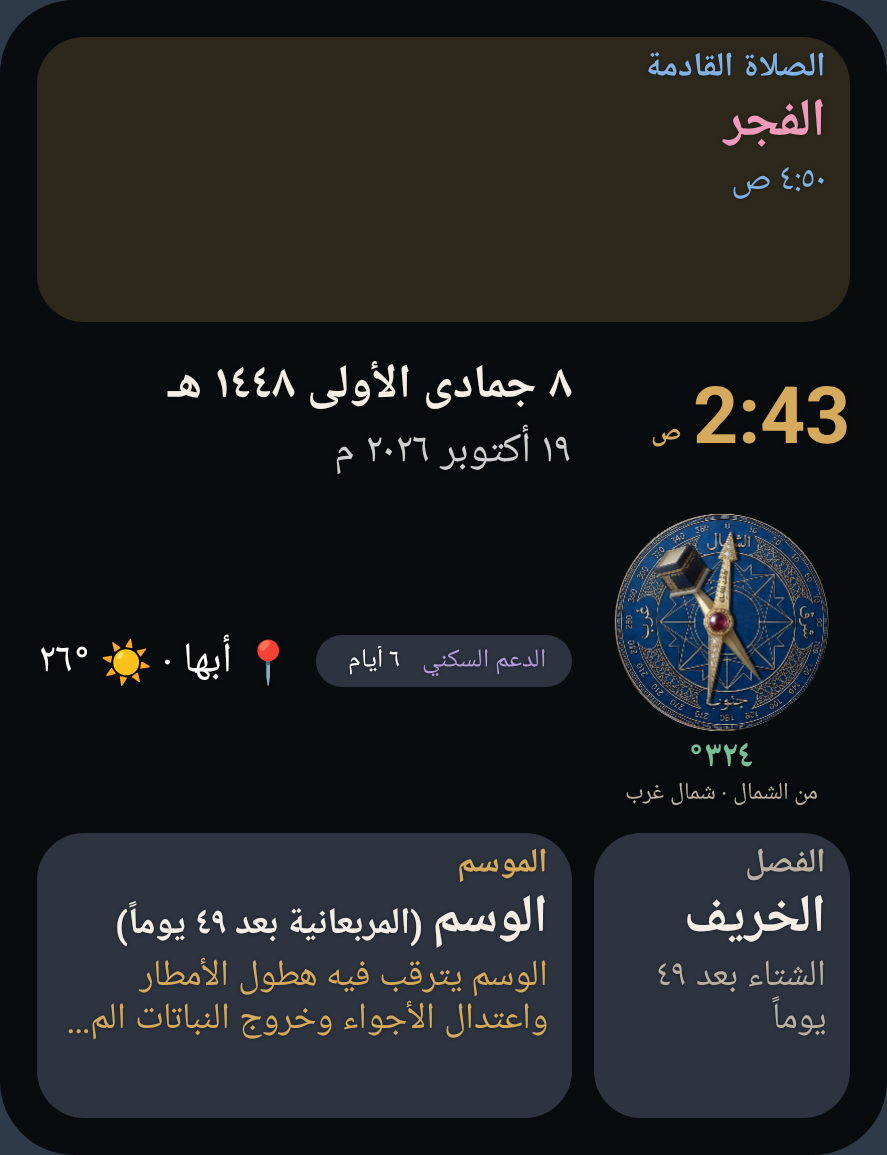 الصلاة القادمة
الفجر
٤:٥٠ ص
2:43 ص
٨ جمادى الأولى ١٤٤٨ هـ
١٩ أكتوبر ٢٠٢٦ م
الشمال
شرق
غرب
جنوب
٣٢٤°
من الشمال · شمال غرب
الدعم السكني ٦ أيام
📍 أبها · ☀️ ٢٦°
الفصل
الخريف
الشتاء بعد ٤٩
يوماً
الموسم
الوسم (المربعانية بعد ٤٩ يوماً)
الوسم يترقب فيه هطول الأمطار
واعتدال الأجواء وخروج النباتات الم...